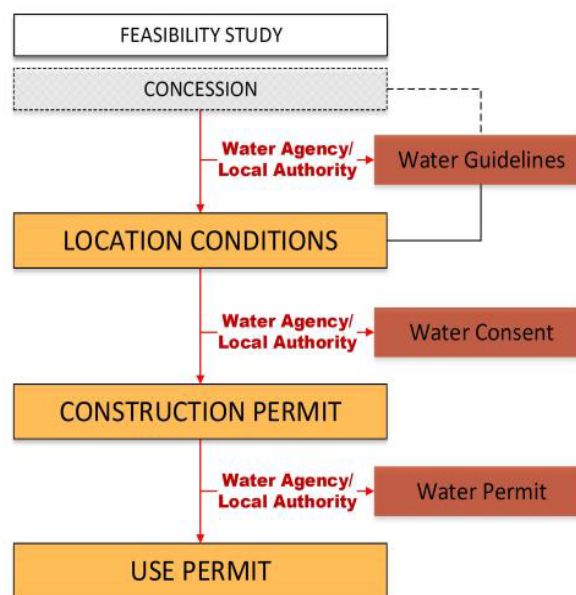 FEASIBILITY STUDY
CONCESSION
Water Agency/
Local Authority
Water Guidelines
LOCATION CONDITIONS
Water Agency/
Local Authority
Water Consent
CONSTRUCTION PERMIT
Water Agency/
Local Authority
Water Permit
USE PERMIT